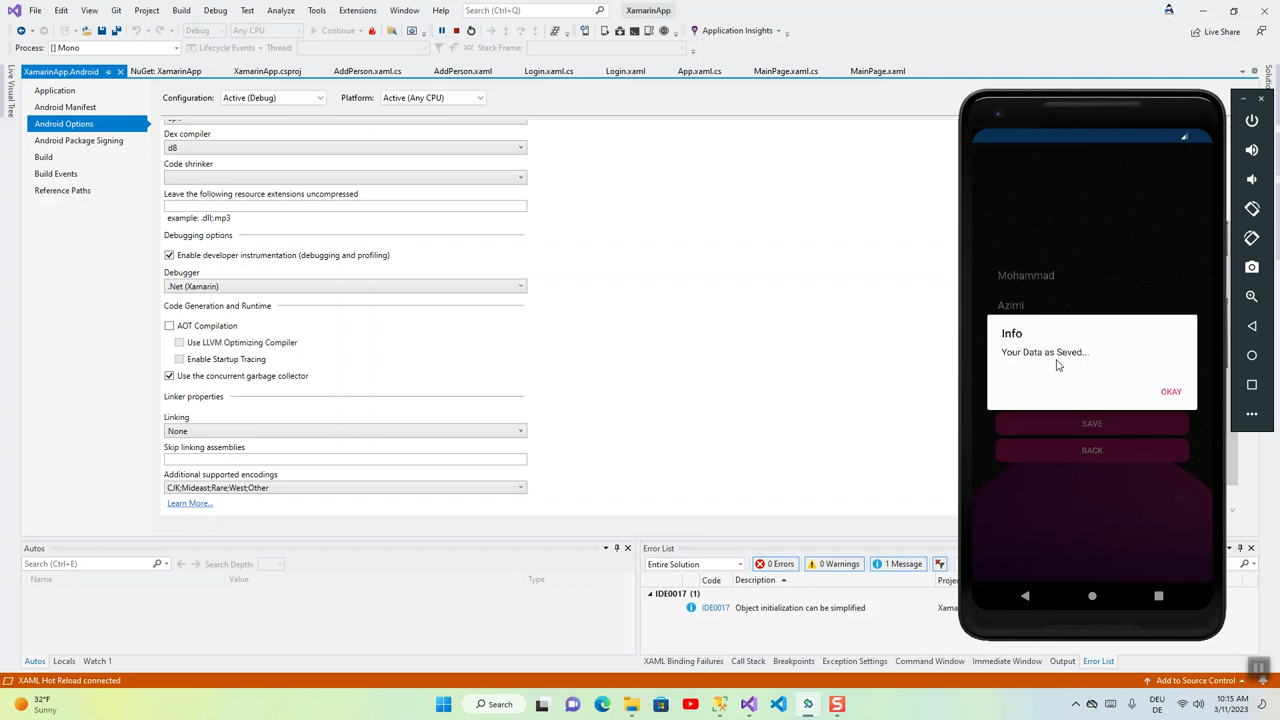 File Edit View Git Project Build Debug Test Analyze Tools Extensions Window Help Search (Ctrl+Q) XamarinApp
Debug Any CPU Continue Application Insights Live Share
Process: [] Mono Lifecycle Events Thread: Stack Frame:
Live Visual Tree
XamarinApp.Android NuGet: XamarinApp XamarinApp.csproj AddPerson.xaml.cs AddPerson.xaml Login.xaml.cs Login.xaml App.xaml.cs MainPage.xaml.cs MainPage.xaml
Application
Android Manifest
Android Options
Android Package Signing
Build
Build Events
Reference Paths
Configuration: Active (Debug) Platform: Active (Any CPU)
Dex compiler
d8
Code shrinker
Leave the following resource extensions uncompressed
example: .dll;.mp3
Debugging options
Enable developer instrumentation (debugging and profiling)
Debugger
.Net (Xamarin)
Code Generation and Runtime
AOT Compilation
Use LLVM Optimizing Compiler
Enable Startup Tracing
Use the concurrent garbage collector
Linker properties
Linking
None
Skip linking assemblies
Additional supported encodings
CJK;Mideast;Rare;West;Other
Learn More...
Mohammad
Azimi
Info
Your Data as Seved...
OKAY
SAVE
BACK
Autos
Search (Ctrl+E) Search Depth:
Name Value Type
Autos Locals Watch 1
Error List
Entire Solution 0 Errors 0 Warnings 1 Message
Code Description Proj
IDE0017 (1)
IDE0017 Object initialization can be simplified Xama
XAML Binding Failures Call Stack Breakpoints Exception Settings Command Window Immediate Window Output Error List
XAML Hot Reload connected Add to Source Control
32°F
Sunny
Search
DEU
DE
10:15 AM
3/11/2023